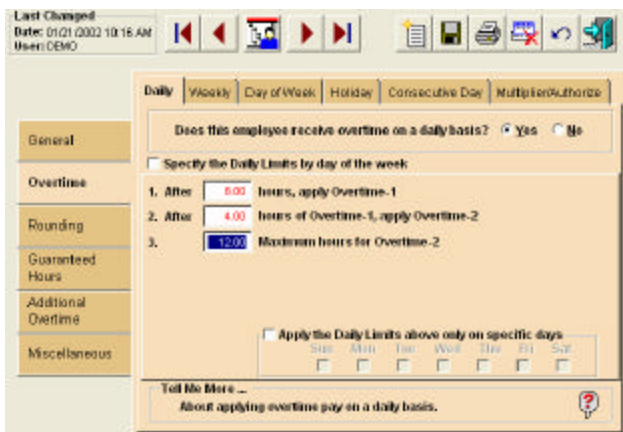 Last Changed
Date: 01/21/2002 10:16 AM
User: DEMO
Daily Weekly Day of Week Holiday Consecutive Day Multiplier/Authorize
Does this employee receive overtime on a daily basis? Yes No
Specify the Daily Limits by day of the week
General
Overtime
Rounding
Guaranteed
Hours
Additional
Overtime
Miscellaneous
1. After 8.00 hours, apply Overtime-1
2. After 4.00 hours of Overtime-1, apply Overtime-2
3. 12.00 Maximum hours for Overtime-2
Apply the Daily Limits above only on specific days
Sun Mon Tue Wed Thu Fri Sat
Tell Me More ...
About applying overtime pay on a daily basis.